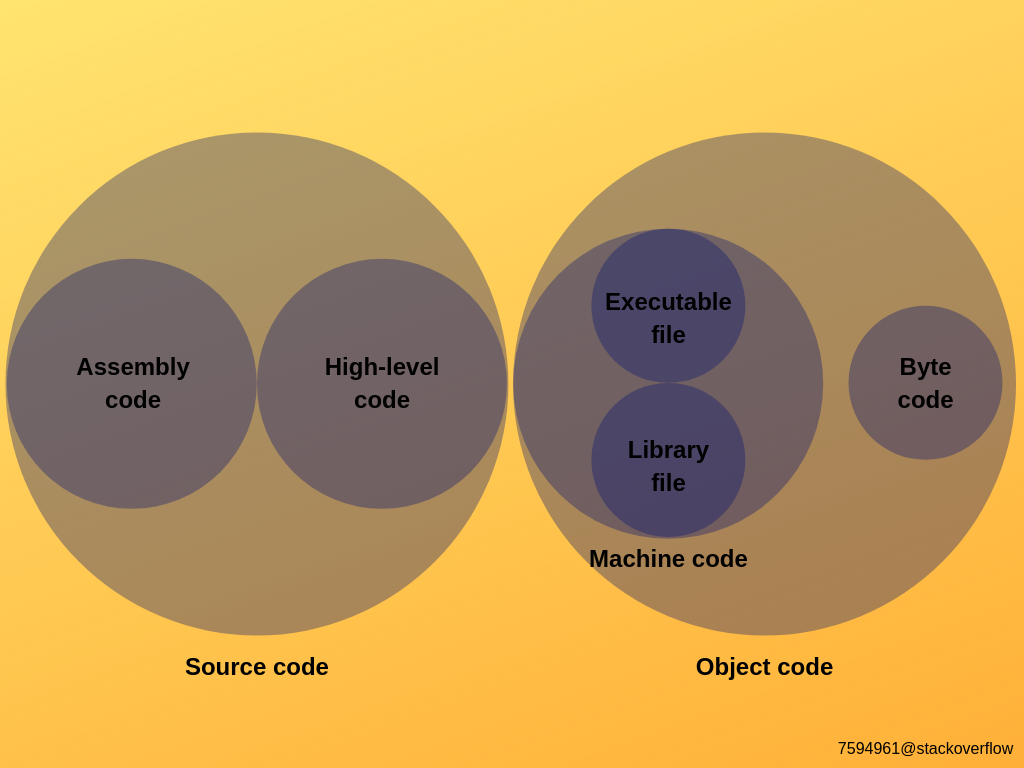 Assembly
code
High-level
code
Executable
file
Library
file
Byte
code
Machine code
Source code
Object code
7594961@stackoverflow